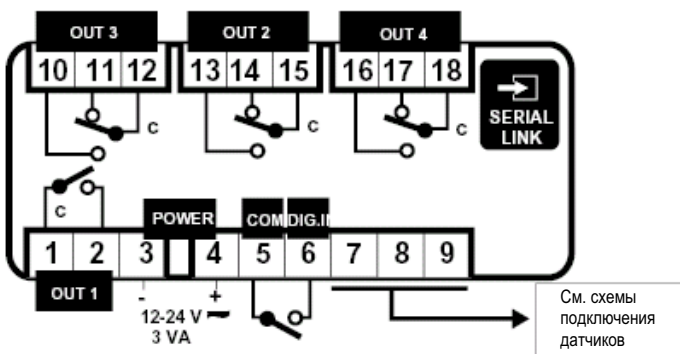 OUT 3
OUT 2
OUT 4
10 11 12
13 14 15
16 17 18
C
C
C
SERIAL
LINK
C
POWER
COM
DIG.IN
1 2 3 4 5 6 7 8 9
OUT 1
- +
12-24 V
3 VA
См. схемы
подключения
датчиков